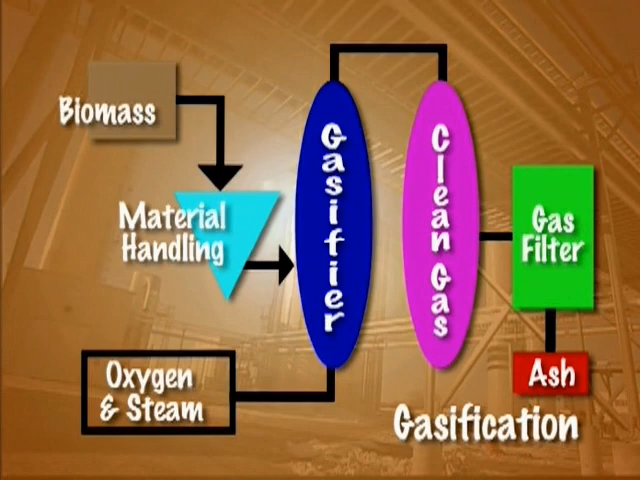 Biomass
Material
Handling
Gasifier
Clean Gas
Gas
Filter
Oxygen
& Steam
Ash
Gasification